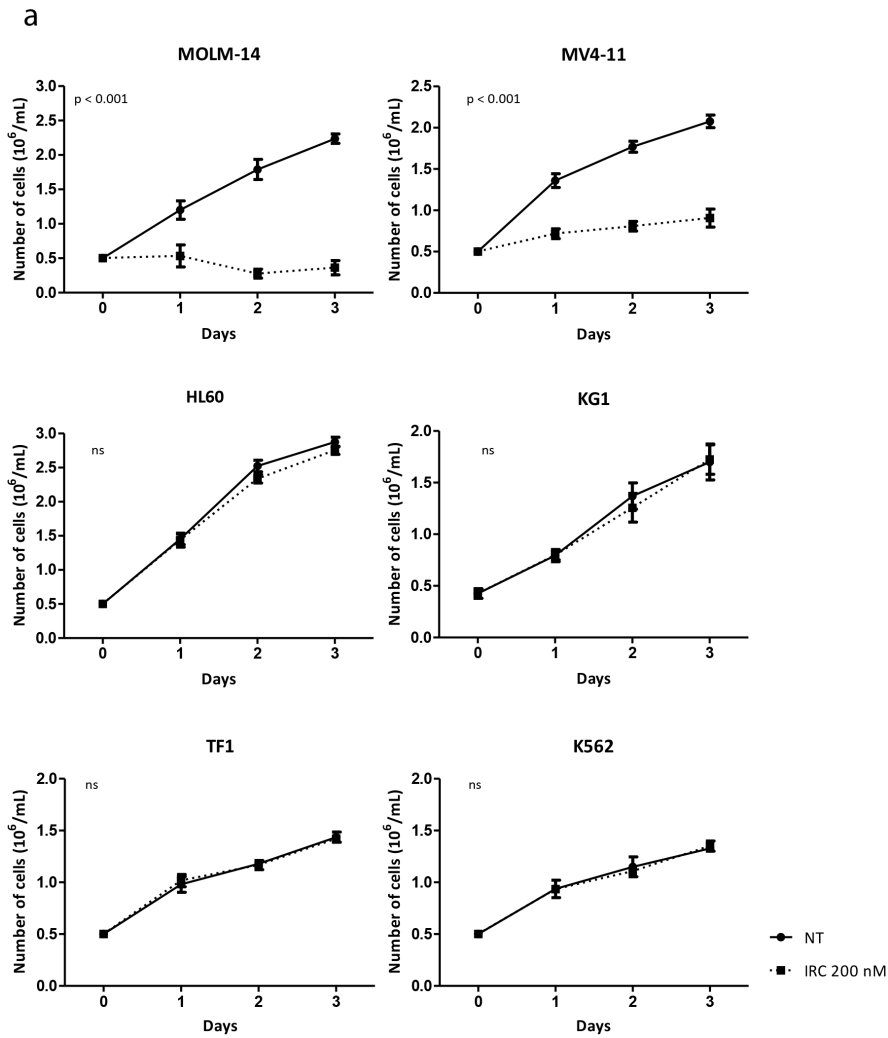 a
MOLM-14
p < 0.001
Number of cells (10^6/mL)
3.0
2.5
2.0
1.5
1.0
0.5
0.0
0 1 2 3
Days
MV4-11
p < 0.001
Number of cells (10^6/mL)
2.5
2.0
1.5
1.0
0.5
0.0
0 1 2 3
Days
HL60
ns
Number of cells (10^6/mL)
3.0
2.5
2.0
1.5
1.0
0.5
0.0
0 1 2 3
Days
KG1
ns
Number of cells (10^6/mL)
2.0
1.5
1.0
0.5
0.0
0 1 2 3
Days
TF1
ns
Number of cells (10^6/mL)
2.0
1.5
1.0
0.5
0.0
0 1 2 3
Days
K562
ns
Number of cells (10^6/mL)
2.0
1.5
1.0
0.5
0.0
0 1 2 3
Days
NT
IRC 200 nM